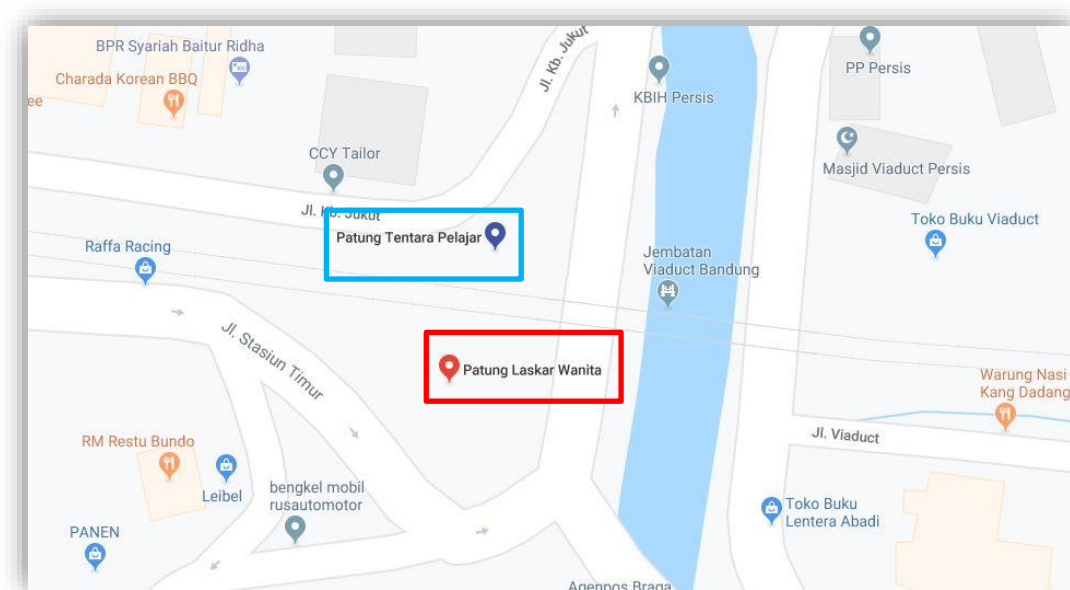 BPR Syariah Baitur Ridha
Charada Korean BBQ
ee
Jl. Kb. Jukut
KBIH Persis
PP Persis
CCY Tailor
Masjid Viaduct Persis
Jl. Kb. Jukut
Patung Tentara Pelajar
Toko Buku Viaduct
Raffa Racing
Jembatan
Viaduct Bandung
Jl. Stasiun Timur
Patung Laskar Wanita
Warung Nasi
Kang Dadang
Jl. Viaduct
RM Restu Bundo
Leibel
bengkel mobil
rusautomotor
Toko Buku
Lentera Abadi
PANEN
Agenpos Braga